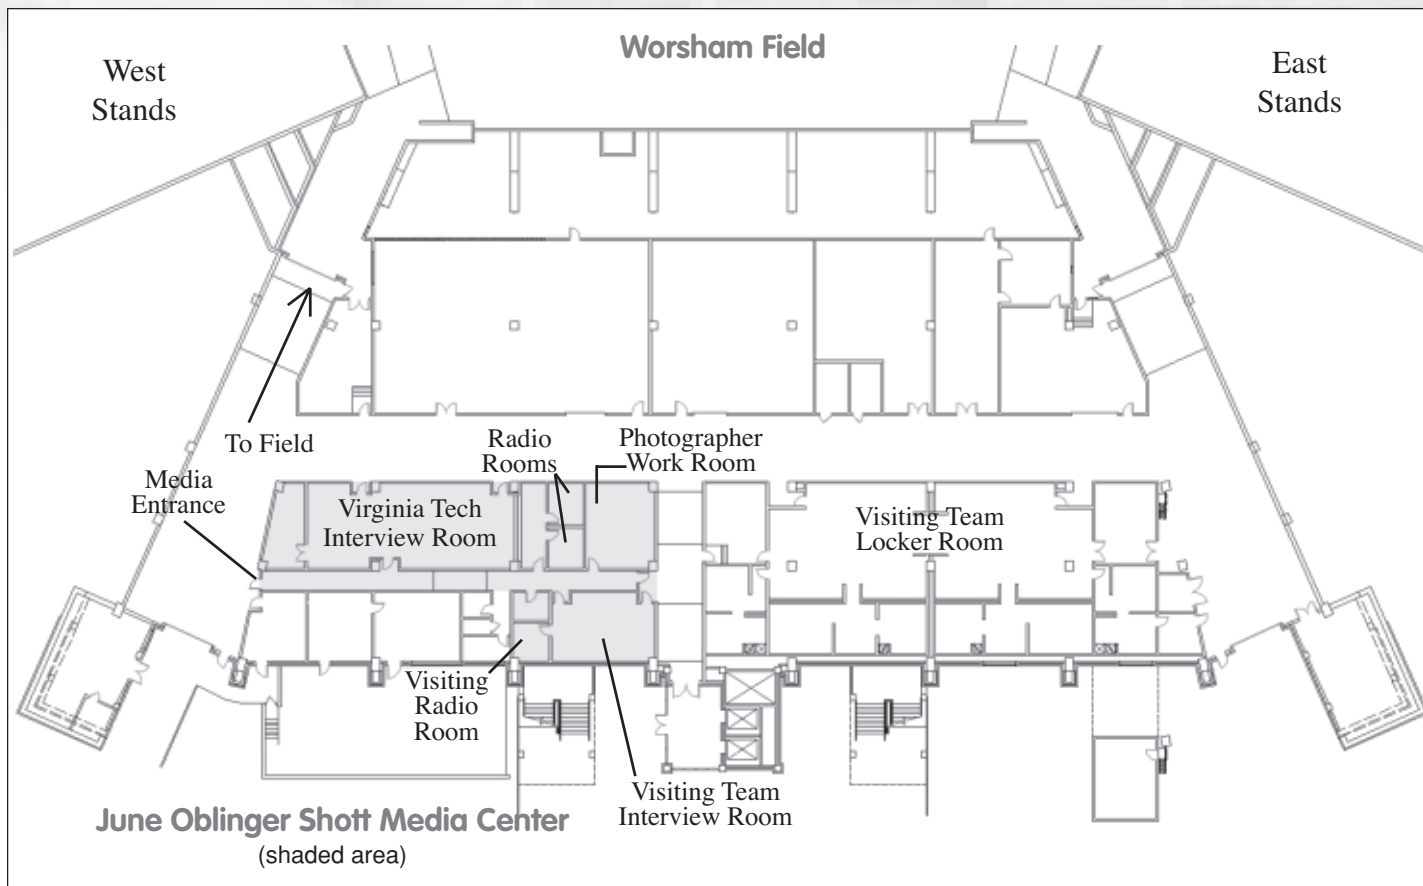 Worsham Field
West
Stands
East
Stands
To Field
Radio
Rooms
Photographer
Work Room
Media
Entrance
Virginia Tech
Interview Room
Visiting Team
Locker Room
Visiting
Radio
Room
Visiting Team
Interview Room
June Oblinger Shott Media Center
(shaded area)